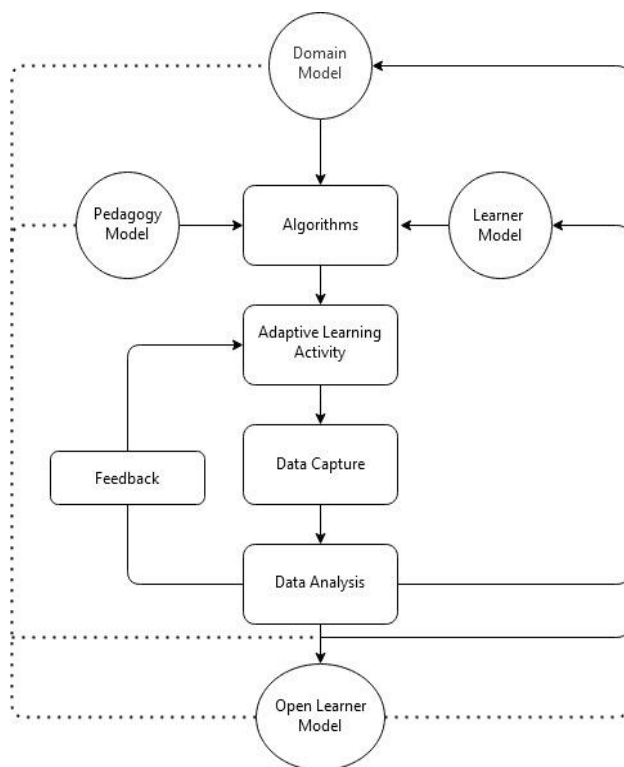 Domain
Model
Pedagogy
Model
Algorithms
Learner
Model
Adaptive Learning
Activity
Feedback
Data Capture
Data Analysis
Open Learner
Model